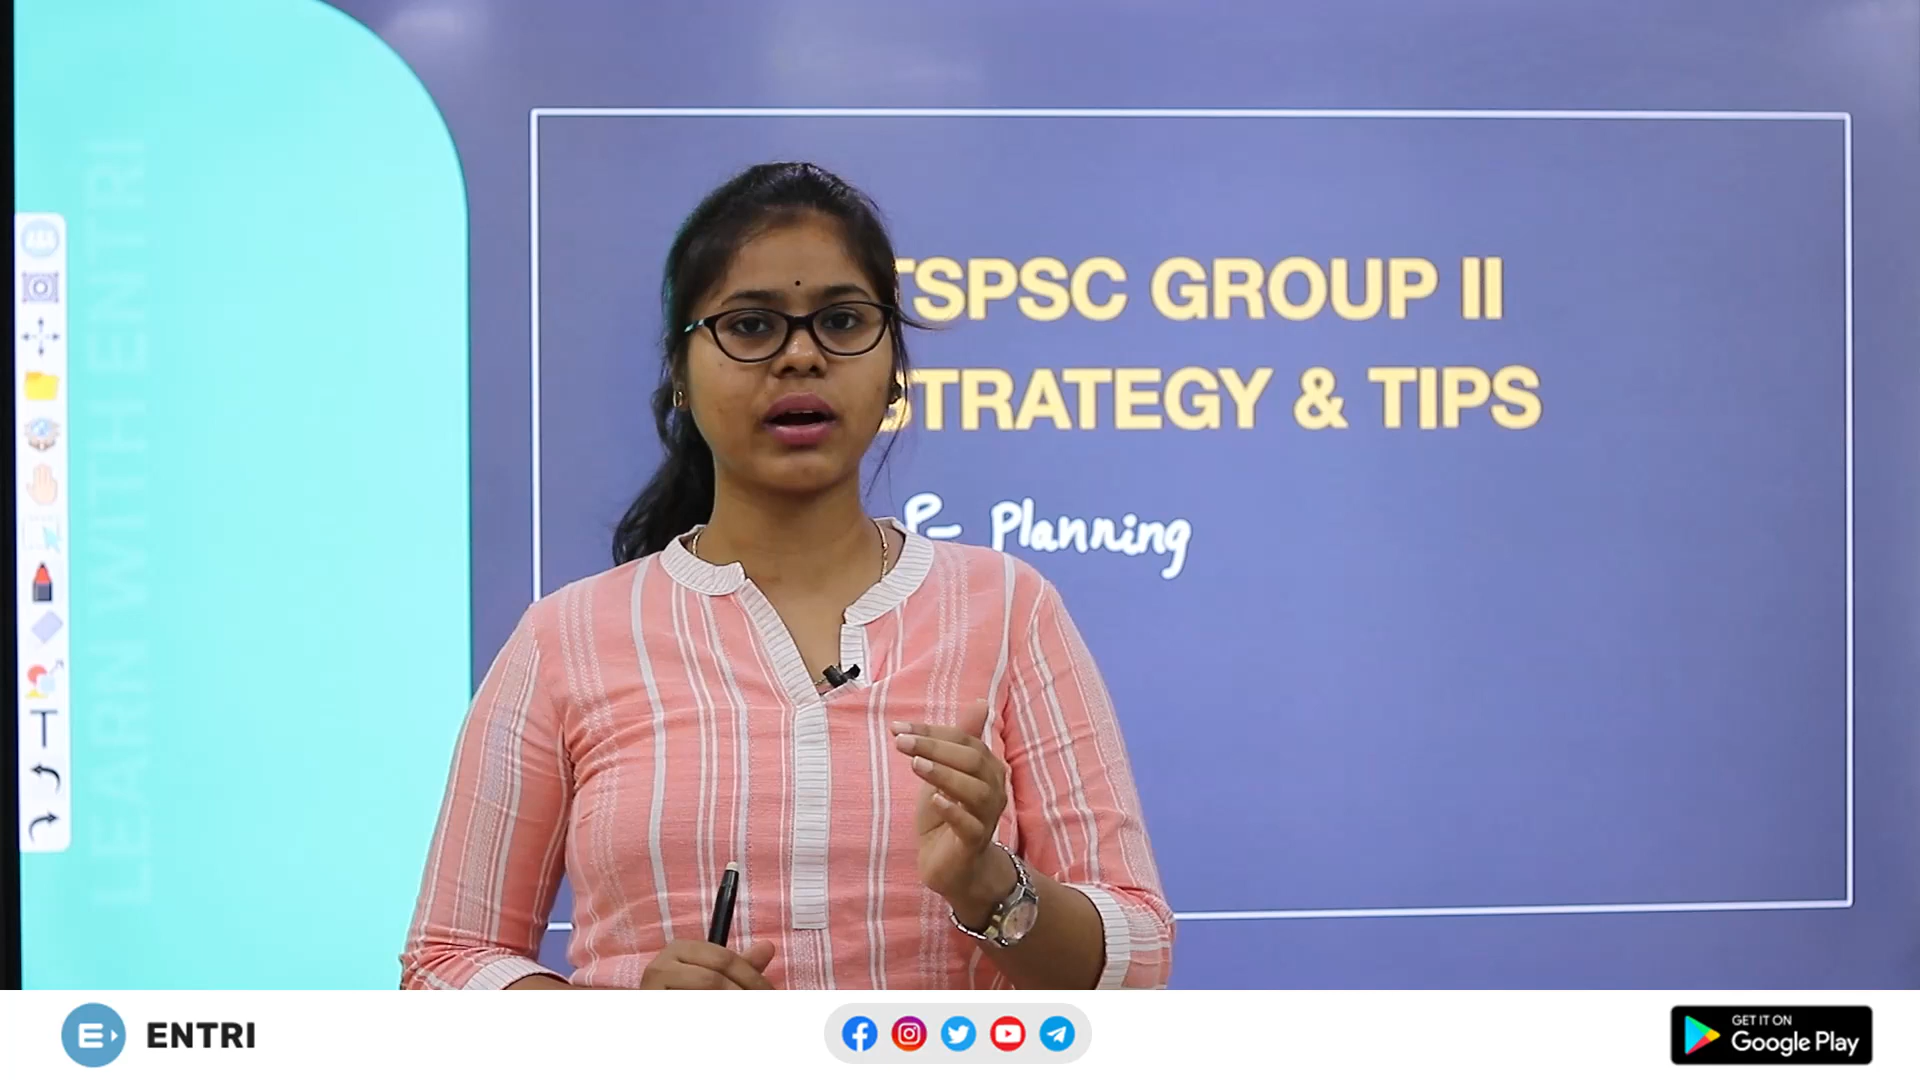 LEARN WITH ENTRI
TSPSC GROUP II
STRATEGY & TIPS
P- Planning
ENTRI
GET IT ON
Google Play